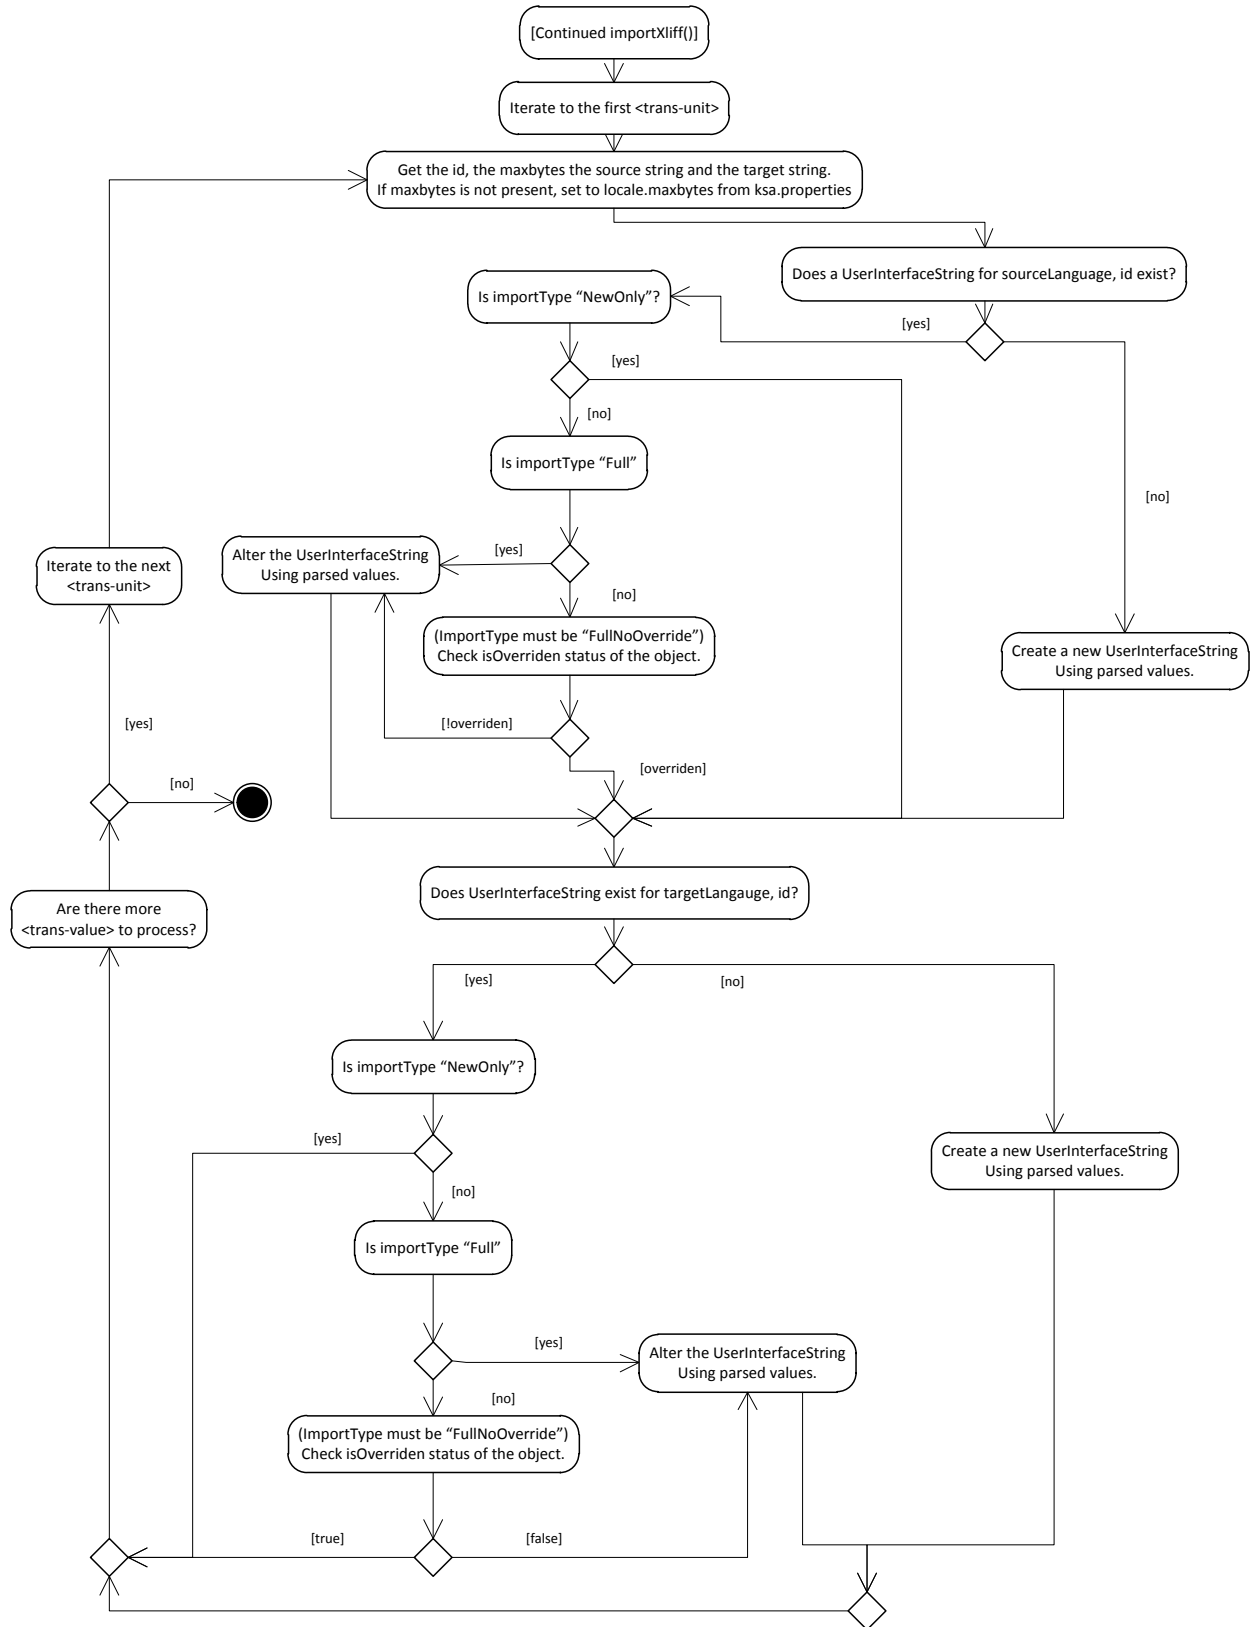 [Continued importXliff()]
Iterate to the first <trans-unit>
Get the id, the maxbytes the source string and the target string.
If maxbytes is not present, set to locale.maxbytes from ksa.properties
Does a UserInterfaceString for sourceLanguage, id exist?
Is importType “NewOnly”?
[yes]
[yes]
[no]
Is importType “Full”
[no]
Alter the UserInterfaceString
Using parsed values.
[yes]
Iterate to the next
<trans-unit>
[no]
(ImportType must be “FullNoOverride”)
Check isOverriden status of the object.
Create a new UserInterfaceString
Using parsed values.
[yes]
[!overriden]
[overriden]
[no]
Does UserInterfaceString exist for targetLangauge, id?
Are there more
<trans-value> to process?
[yes]
[no]
Is importType “NewOnly”?
[yes]
Create a new UserInterfaceString
Using parsed values.
[no]
Is importType “Full”
[yes]
Alter the UserInterfaceString
Using parsed values.
[no]
(ImportType must be “FullNoOverride”)
Check isOverriden status of the object.
[true]
[false]